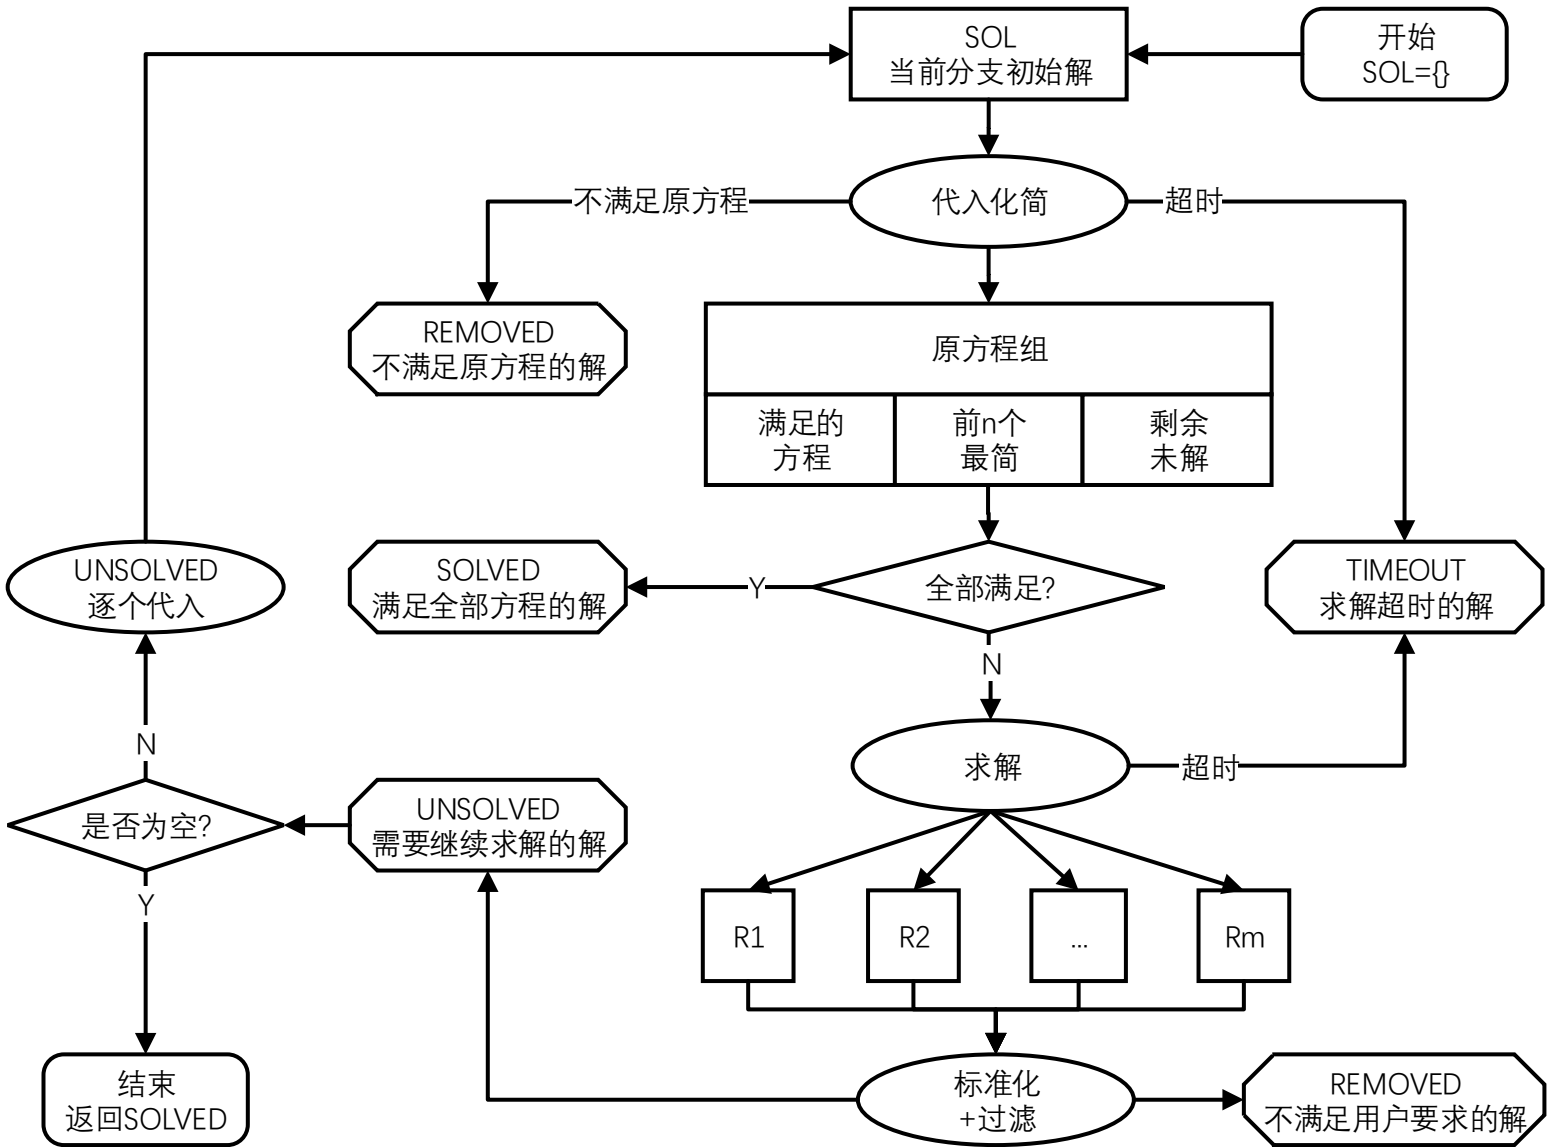 SOL
当前分支初始解
开始
SOL={}
不满足原方程
代入化简
超时
REMOVED
不满足原方程的解
原方程组
满足的
方程
前n个
最简
剩余
未解
UNSOLVED
逐个代入
SOLVED
满足全部方程的解
Y
全部满足?
TIMEOUT
求解超时的解
N
N
求解
超时
是否为空?
UNSOLVED
需要继续求解的解
Y
R1
R2
...
Rm
结束
返回SOLVED
标准化
+过滤
REMOVED
不满足用户要求的解